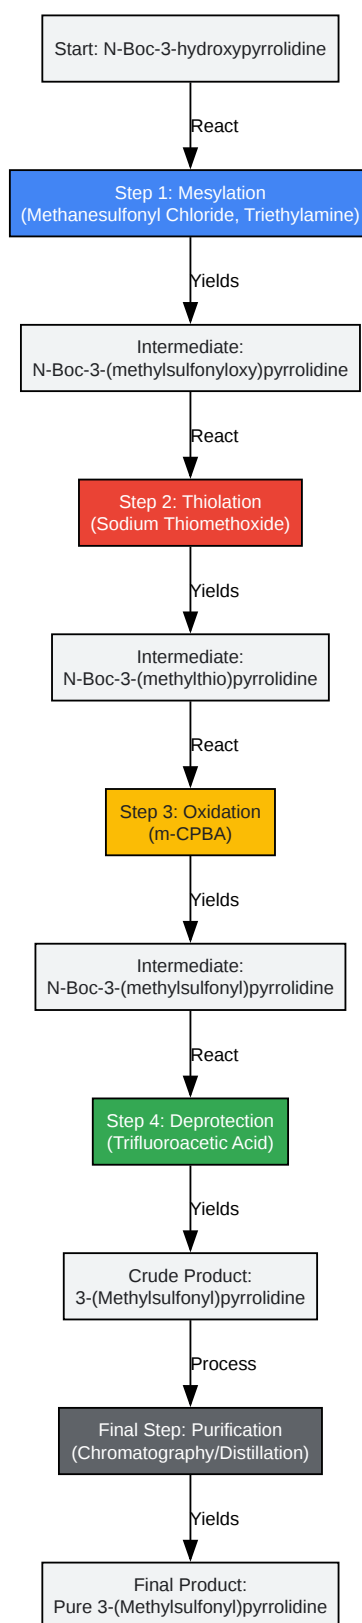 Start: N-Boc-3-hydroxypyrrolidine
React
Step 1: Mesylation
(Methanesulfonyl Chloride, Triethylamine)
Yields
Intermediate:
N-Boc-3-(methylsulfonyloxy)pyrrolidine
React
Step 2: Thiolation
(Sodium Thiomethoxide)
Yields
Intermediate:
N-Boc-3-(methylthio)pyrrolidine
React
Step 3: Oxidation
(m-CPBA)
Yields
Intermediate:
N-Boc-3-(methylsulfonyl)pyrrolidine
React
Step 4: Deprotection
(Trifluoroacetic Acid)
Yields
Crude Product:
3-(Methylsulfonyl)pyrrolidine
Process
Final Step: Purification
(Chromatography/Distillation)
Yields
Final Product:
Pure 3-(Methylsulfonyl)pyrrolidine